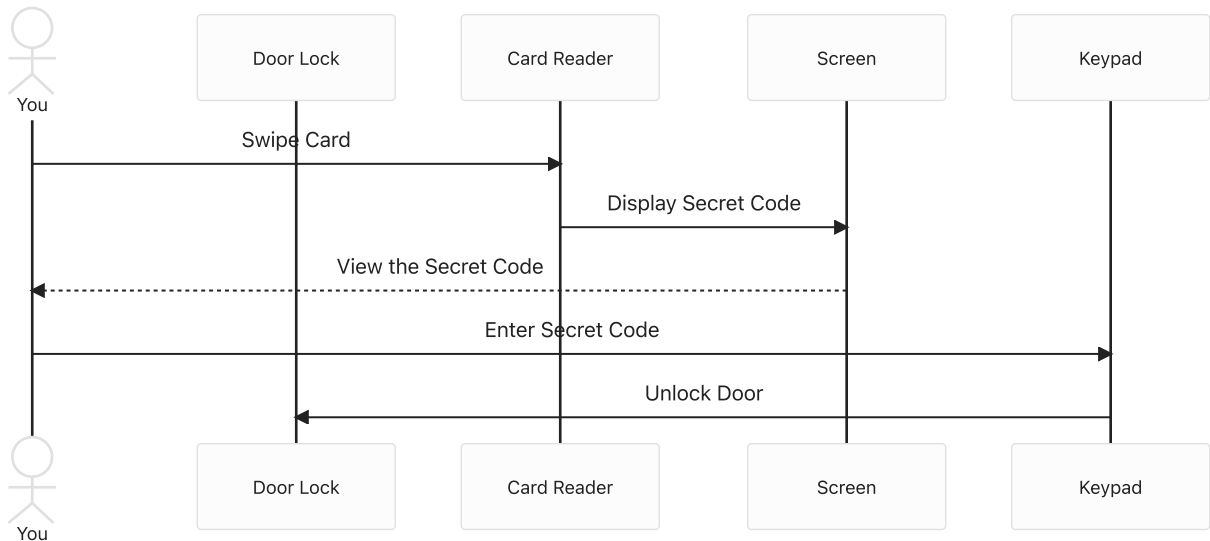 Door Lock
Card Reader
Screen
Keypad
You
Swipe Card
Display Secret Code
View the Secret Code
Enter Secret Code
Unlock Door
Door Lock
Card Reader
Screen
Keypad
You